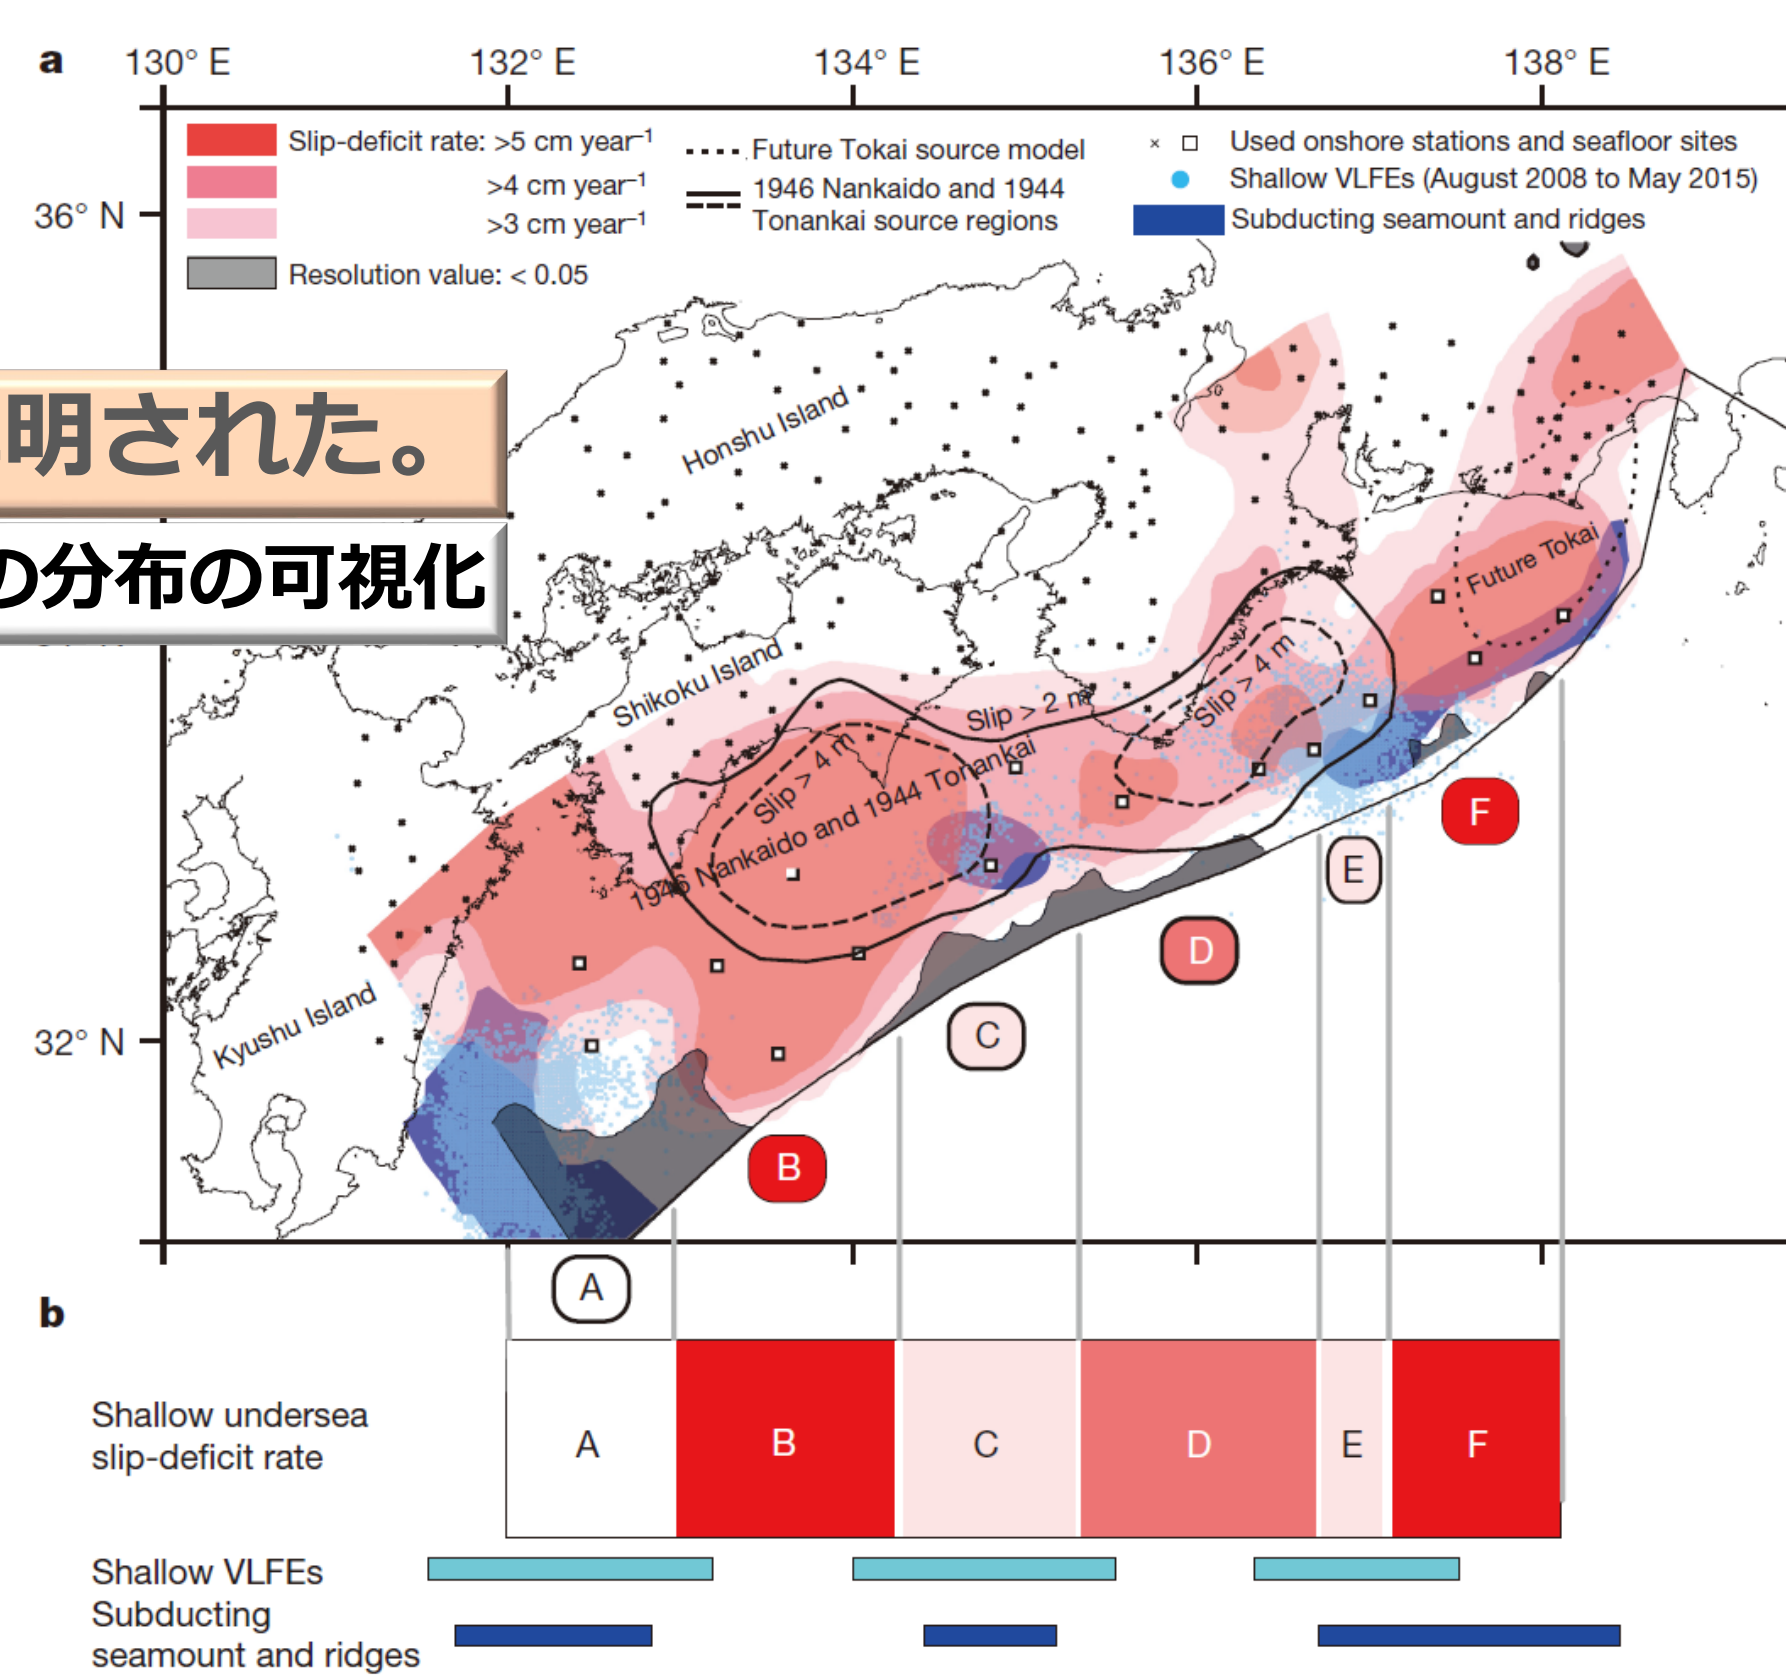 a
130° E 132° E 134° E 136° E 138° E
36° N
32° N
Slip-deficit rate: >5 cm year⁻¹
>4 cm year⁻¹
>3 cm year⁻¹
Resolution value: < 0.05
Future Tokai source model
1946 Nankaido and 1944
Tonankai source regions
Used onshore stations and seafloor sites
Shallow VLFEs (August 2008 to May 2015)
Subducting seamount and ridges
明された。
の分布の可視化
Honshu Island
Shikoku Island
Kyushu Island
Future Tokai
Slip > 4 m
Slip > 2 m
Slip > 4 m
1946 Nankaido and 1944 Tonankai
F
E
D
C
B
A
b
Shallow undersea
slip-deficit rate
A B C D E F
Shallow VLFEs
Subducting
seamount and ridges